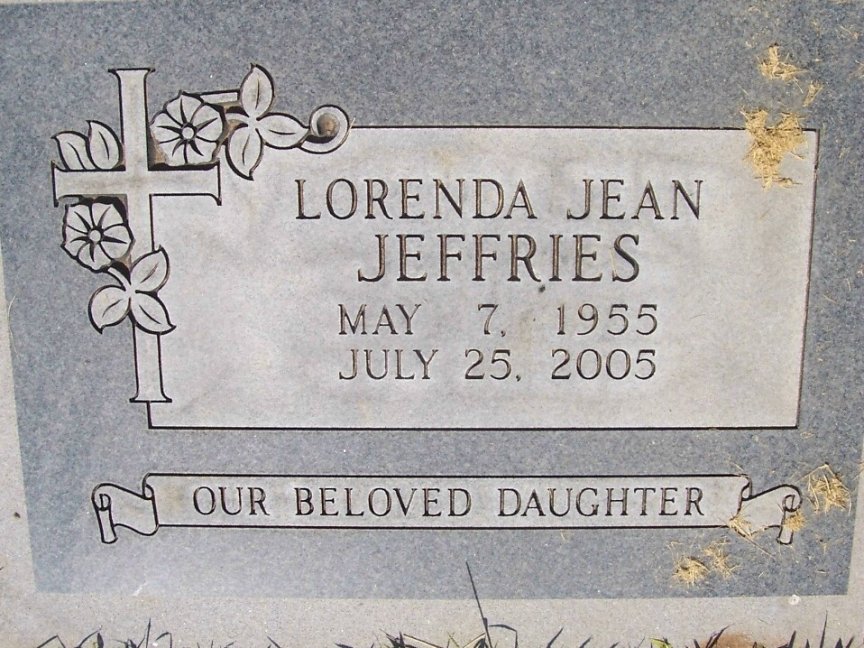 LORENDA JEAN
JEFFRIES
MAY 7, 1955
JULY 25, 2005
OUR BELOVED DAUGHTER